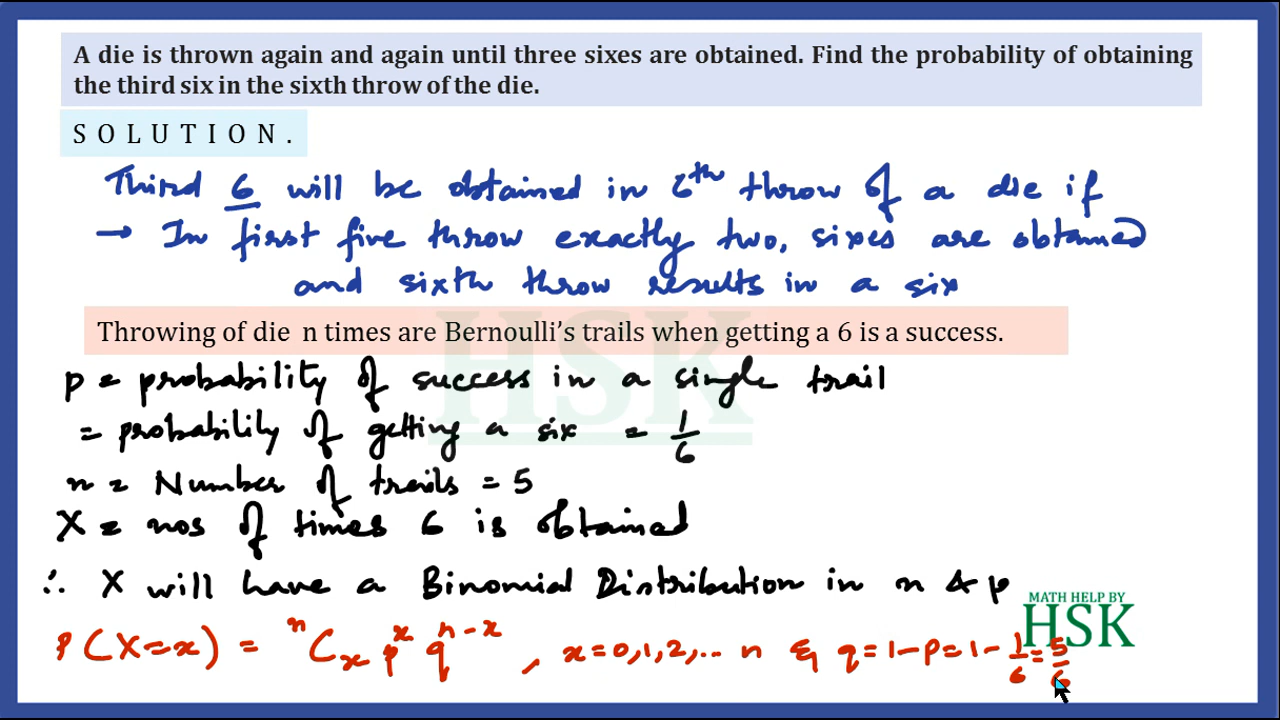 A die is thrown again and again until three sixes are obtained. Find the probability of obtaining
the third six in the sixth throw of the die.
SOLUTION.
Third 6 will be obtained in 6th throw of a die if
→ In first five throw exactly two, sixes are obtained
and sixth throw results in a six
Throwing of die n times are Bernoulli’s trails when getting a 6 is a success.
HSK
p = probability of success in a single trail
= probability of getting a six = 1/6
n = Number of trails = 5
X = nos of times 6 is obtained
∴ X will have a Binomial Distribution in n & p
MATH HELP BY
HSK
P(X=x) = ⁿCₓ pˣ qⁿ⁻ˣ , x=0,1,2,... n & q=1-p=1-1/6=5/6